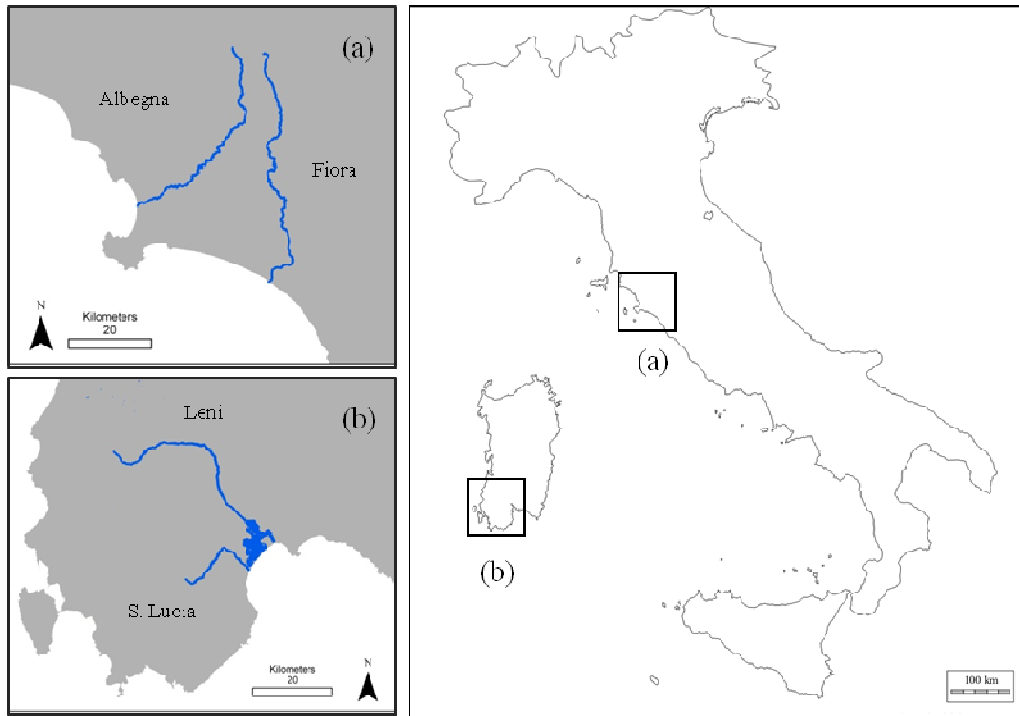 (a)
Albegna
Fiora
N
Kilometers
20
(b)
Leni
S. Lucia
Kilometers
20
N
(a)
(b)
100 km